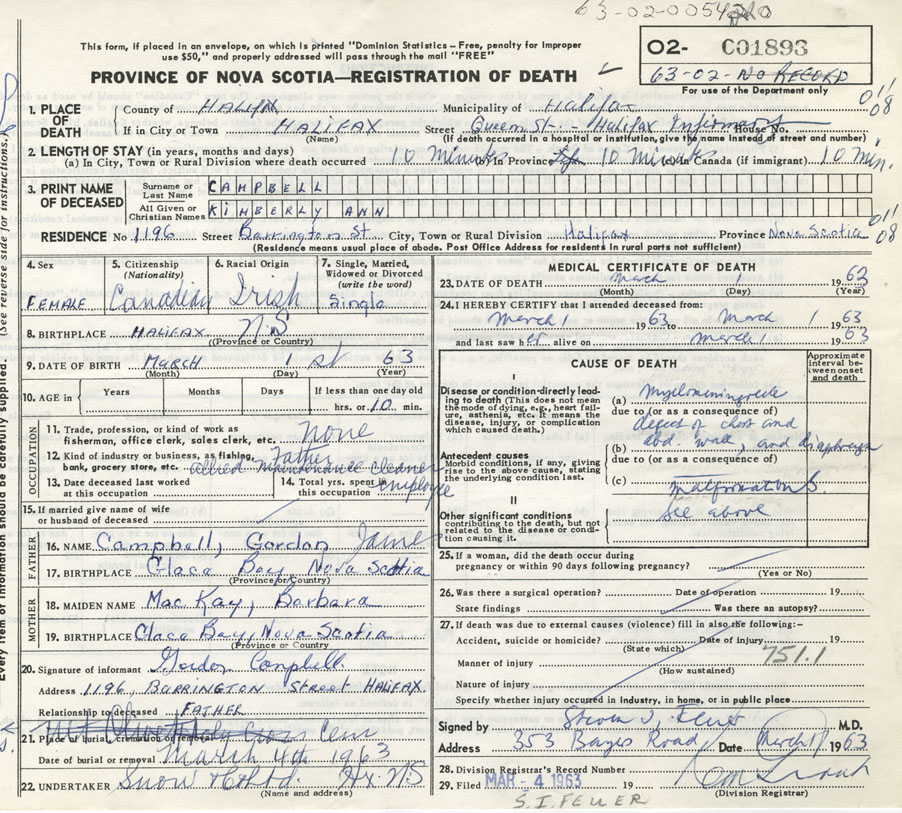 63-02-0054
This form, if placed in an envelope, on which is printed "Dominion Statistics—Free, penalty for improper
use $50," and properly addressed will pass through the mail "FREE"
02- C01893
PROVINCE OF NOVA SCOTIA—REGISTRATION OF DEATH
63-02-NO RECORD
For use of the Department only
1. PLACE OF DEATH
County of HALIFAX Municipality of Halifax 011/08
If in City or Town HALIFAX Street Queen St. Halifax Infirmary House No.
(Name) (If death occurred in a hospital or institution, give the name instead of street and number)
2. LENGTH OF STAY (in years, months and days)
(a) In City, Town or Rural Division where death occurred 10 Minutes (b) In Province 10 Minutes (c) in Canada (if immigrant) 10 Min.
3. PRINT NAME OF DECEASED
Surname or Last Name CAMPBELL
All Given or Christian Names KIMBERLY ANN
RESIDENCE No 1196 Street Barrington St City, Town or Rural Division Halifax Province Nova Scotia 011/08
(Residence means usual place of abode. Post Office Address for residents in rural parts not sufficient)
4. Sex FEMALE
5. Citizenship (Nationality) Canadian
6. Racial Origin Irish
7. Single, Married, Widowed or Divorced (write the word) Single
8. BIRTHPLACE HALIFAX N.S
(Province or Country)
9. DATE OF BIRTH MARCH 1 st 63
(Month) (Day) (Year)
10. AGE in Years Months Days If less than one day old
hrs. or 10 min.
OCCUPATION
11. Trade, profession, or kind of work as
fisherman, office clerk, sales clerk, etc. None
12. Kind of industry or business, as fishing,
bank, grocery store, etc. Father Allied Maintenance Cleaner employee
13. Date deceased last worked
at this occupation
14. Total yrs. spent in
this occupation
15. If married give name of wife
or husband of deceased
FATHER
16. NAME Campbell, Gordon
17. BIRTHPLACE Glace Bay, Nova Scotia
(Province or Country)
MOTHER
18. MAIDEN NAME Mac Kay, Barbara
19. BIRTHPLACE Glace Bay, Nova Scotia
(Province or Country)
20. Signature of informant Gordon Campbell
Address 1196, BARRINGTON Street HALIFAX
Relationship to deceased FATHER
21. Place of burial, cremation or removal Cem
Date of burial or removal March 4th 1963
22. UNDERTAKER Snow & Co Ltd. Hx. N.S
(Name and address)
MEDICAL CERTIFICATE OF DEATH
23. DATE OF DEATH March 1 1963
(Month) (Day) (Year)
24. I HEREBY CERTIFY that I attended deceased from:
March 1 1963 to March 1 1963
and last saw her alive on March 1 1963
CAUSE OF DEATH
Approximate interval between onset and death
I
Disease or condition directly leading to death (This does not mean the mode of dying, e.g., heart failure, asthenia, etc. It means the disease, injury, or complication which caused death.)
(a) Myelomeningocele
due to (or as a consequence of)
defect of chest and
(b) abd. wall, and diaphragm
Antecedent causes
Morbid conditions, if any, giving rise to the above cause, stating the underlying condition last.
due to (or as a consequence of)
(c)
malformations.
II
Other significant conditions
contributing to the death, but not related to the disease or condition causing it.
See above
25. If a woman, did the death occur during
pregnancy or within 90 days following pregnancy?
(Yes or No)
26. Was there a surgical operation? Date of operation 19
State findings Was there an autopsy?
27. If death was due to external causes (violence) fill in also the following:–
Accident, suicide or homicide? Date of injury 19
(State which)
751.1
Manner of injury
(How sustained)
Nature of injury
Specify whether injury occurred in industry, in home, or in public place
Signed by M.D.
Address 353 Bayers Road Date March 1 1963
28. Division Registrar's Record Number
29. Filed MAR - 4 1963 19
(Division Registrar)
S. I. FELLER
(See reverse side for instructions.
Every item of information should be carefully supplied.